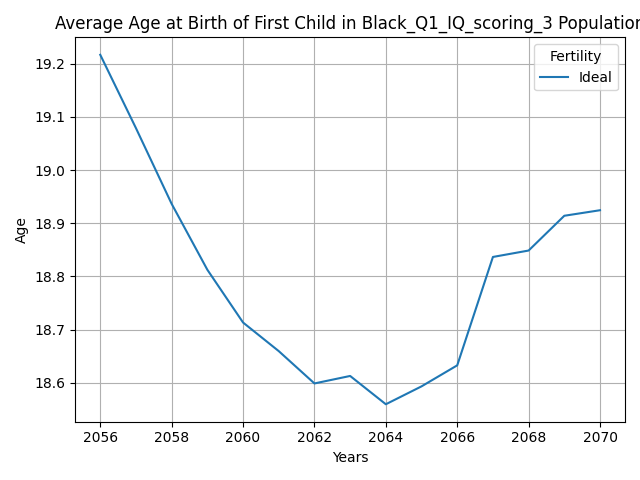 Average Age at Birth of First Child in Black_Q1_IQ_scoring_3 Population
Fertility
Ideal
Age
19.2
19.1
19.0
18.9
18.8
18.7
18.6
2056 2058 2060 2062 2064 2066 2068 2070
Years